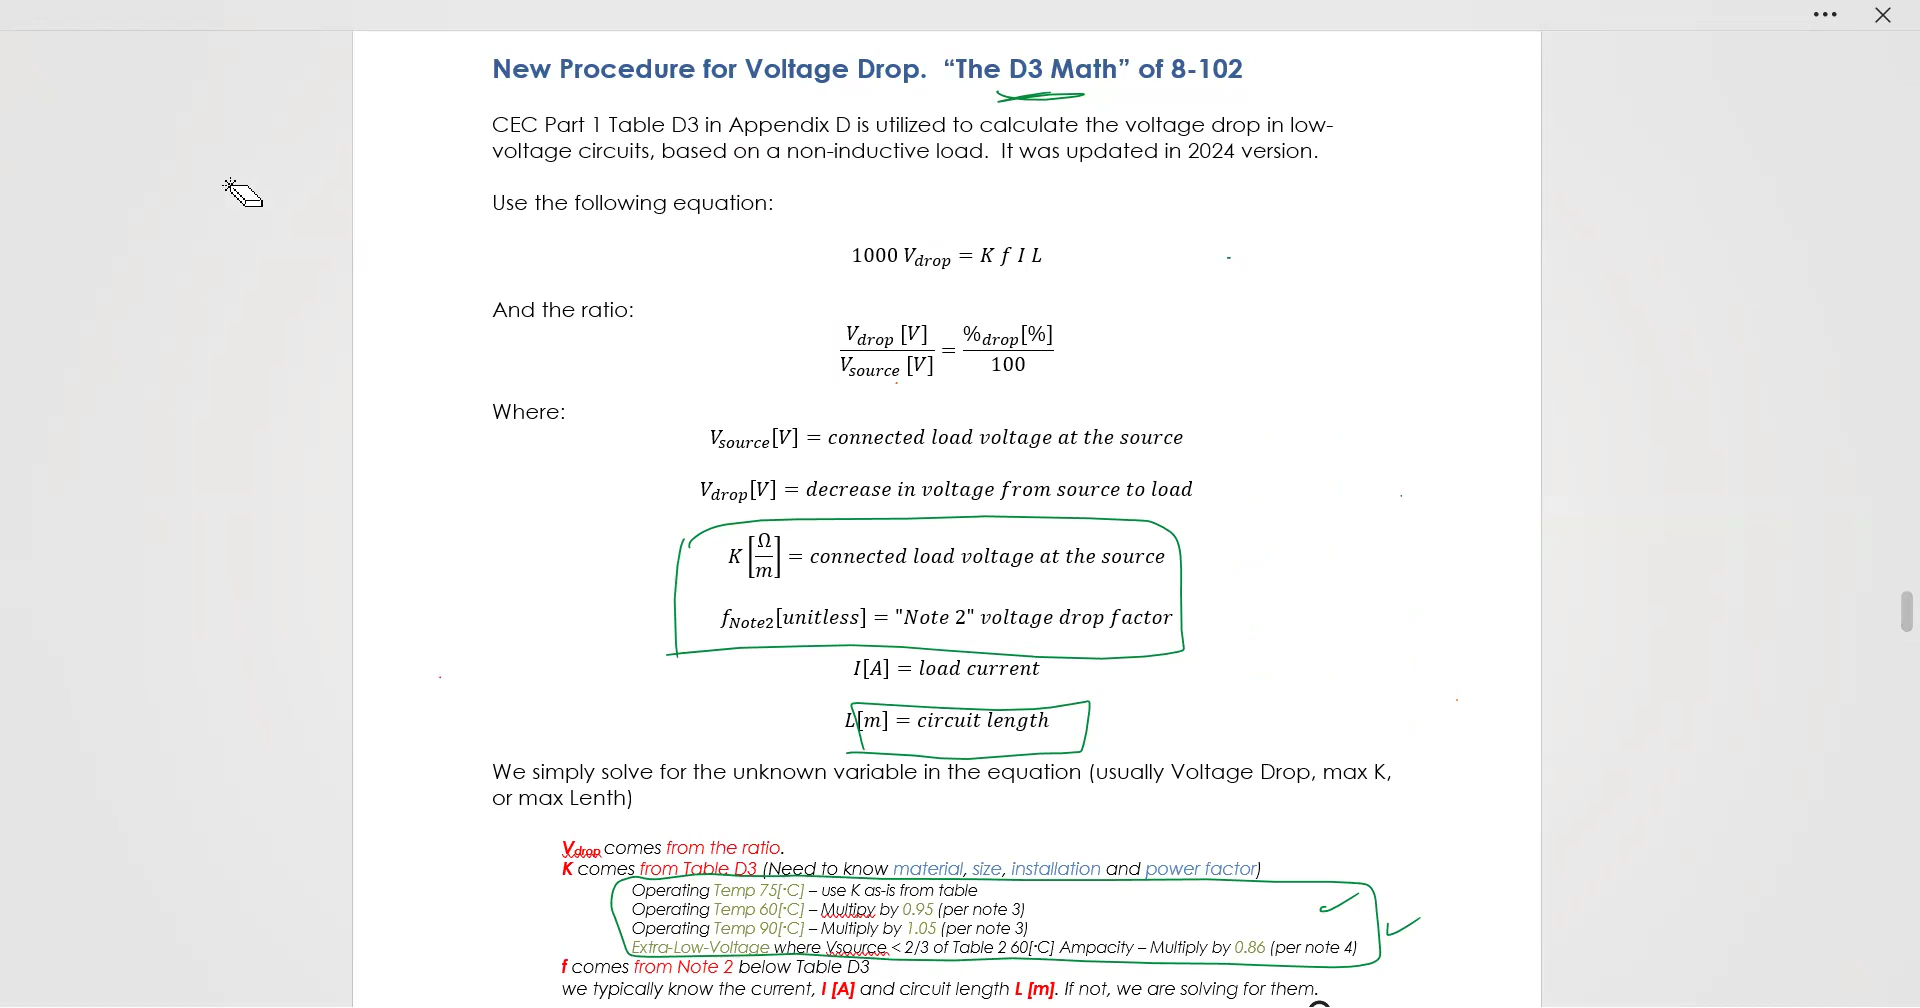 New Procedure for Voltage Drop.  “The D3 Math” of 8-102
CEC Part 1 Table D3 in Appendix D is utilized to calculate the voltage drop in low-
voltage circuits, based on a non-inductive load.  It was updated in 2024 version.
Use the following equation:
1000 V_drop = K f I L
And the ratio:
V_drop [V] / V_source [V] = %_drop[%] / 100
Where:
V_source[V] = connected load voltage at the source
V_drop[V] = decrease in voltage from source to load
K [Ω/m] = connected load voltage at the source
f_Note2[unitless] = "Note 2" voltage drop factor
I[A] = load current
L[m] = circuit length
We simply solve for the unknown variable in the equation (usually Voltage Drop, max K,
or max Lenth)
Vdrop comes from the ratio.
K comes from Table D3 (Need to know material, size, installation and power factor)
Operating Temp 75[°C] – use K as-is from table
Operating Temp 60[°C] – Multipy by 0.95 (per note 3)
Operating Temp 90[°C] – Multiply by 1.05 (per note 3)
Extra-Low-Voltage where Vsource < 2/3 of Table 2 60[°C] Ampacity – Multiply by 0.86 (per note 4)
f comes from Note 2 below Table D3
we typically know the current, I [A] and circuit length L [m]. If not, we are solving for them.